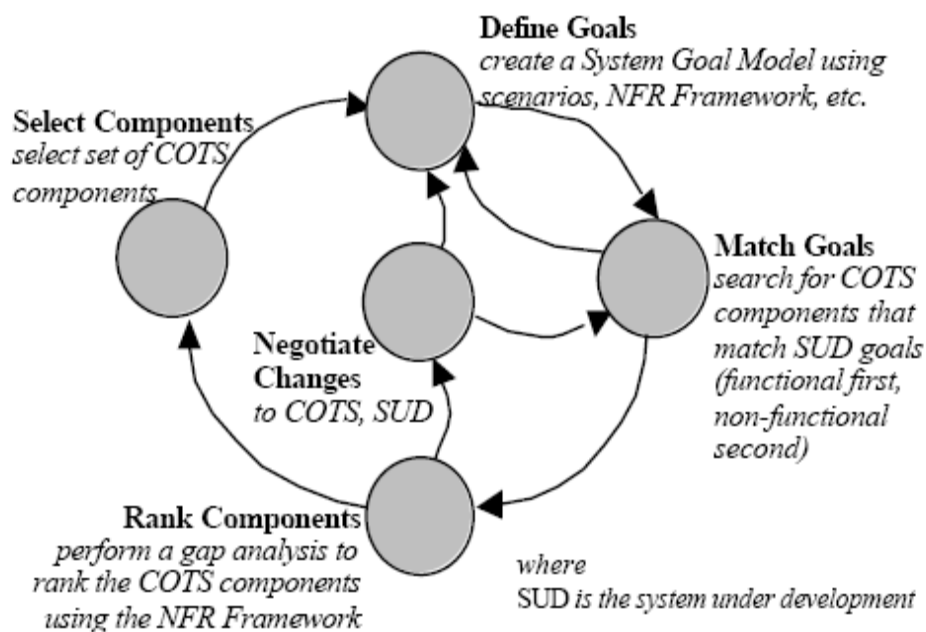 Define Goals
create a System Goal Model using
scenarios, NFR Framework, etc.
Select Components
select set of COTS
components
Match Goals
search for COTS
components that
match SUD goals
(functional first,
non-functional
second)
Negotiate
Changes
to COTS, SUD
Rank Components
perform a gap analysis to
rank the COTS components
using the NFR Framework
where
SUD is the system under development